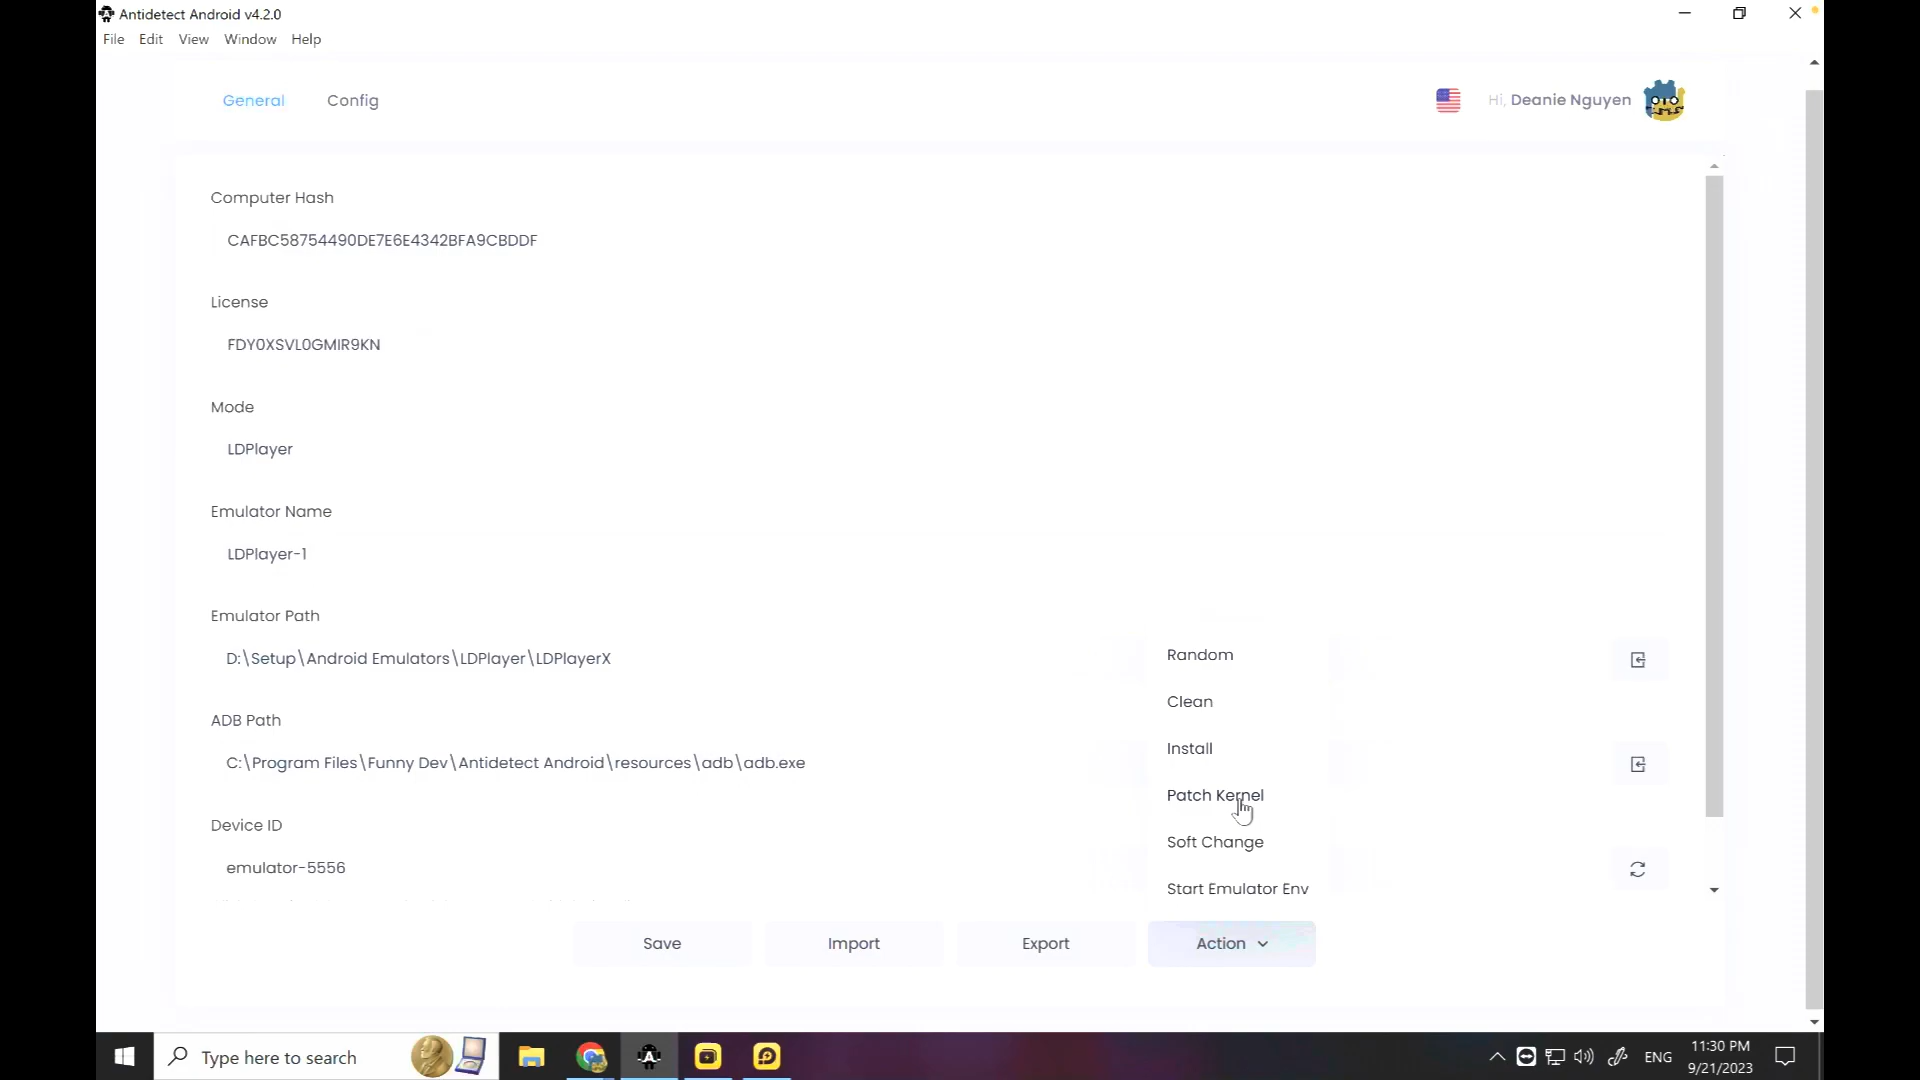 Antidetect Android v4.2.0
File Edit View Window Help
General Config
Hi, Deanie Nguyen
Computer Hash
CAFBC58754490DE7E6E4342BFA9CBDDF
License
FDY0XSVL0GMIR9KN
Mode
LDPlayer
Emulator Name
LDPlayer-1
Emulator Path
D:\Setup\Android Emulators\LDPlayer\LDPlayerX
ADB Path
C:\Program Files\Funny Dev\Antidetect Android\resources\adb\adb.exe
Device ID
emulator-5556
Random
Clean
Install
Patch Kernel
Soft Change
Start Emulator Env
Save Import Export Action
Type here to search
ENG
11:30 PM
9/21/2023